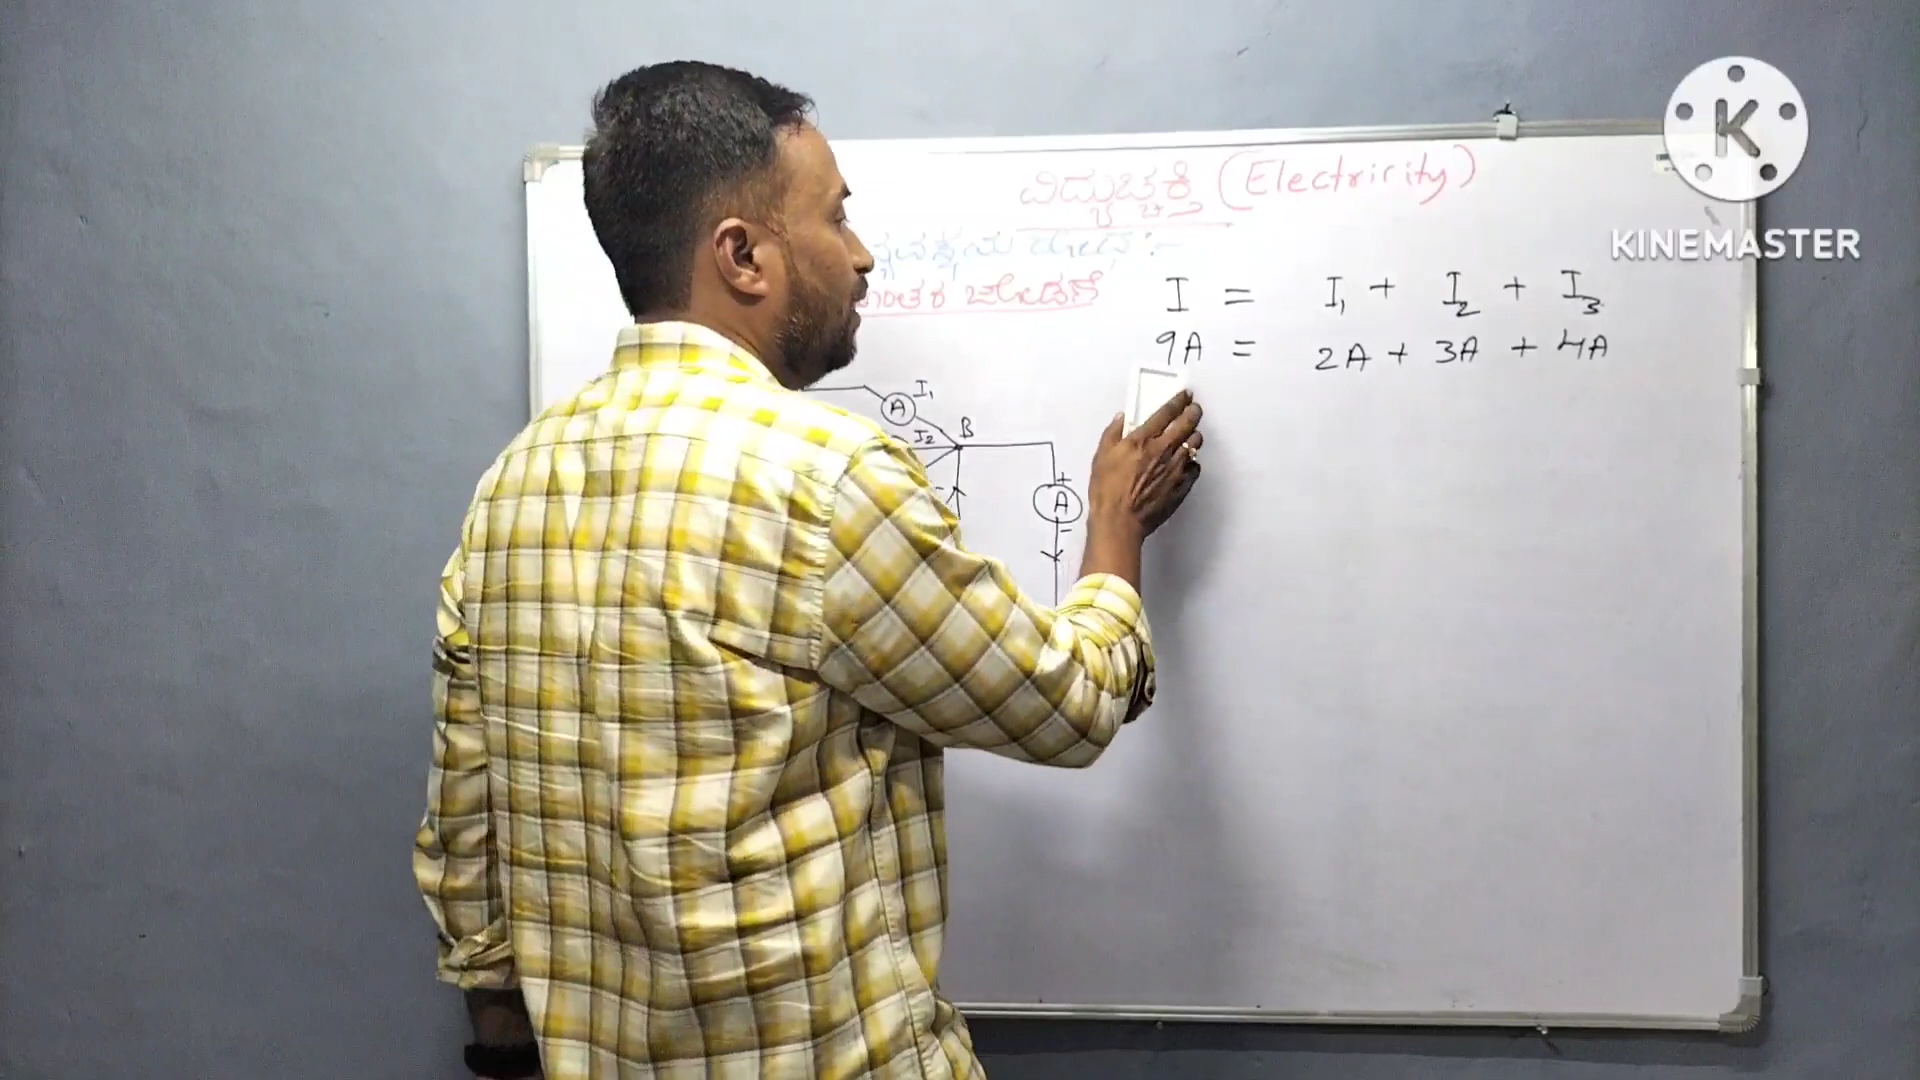 ವಿದ್ಯುಚ್ಛಕ್ತಿ (Electricity)
I = I₁ + I₂ + I₃
9A = 2A + 3A + 4A
A I₁
I₂ B
+
A
-
K
KINEMASTER